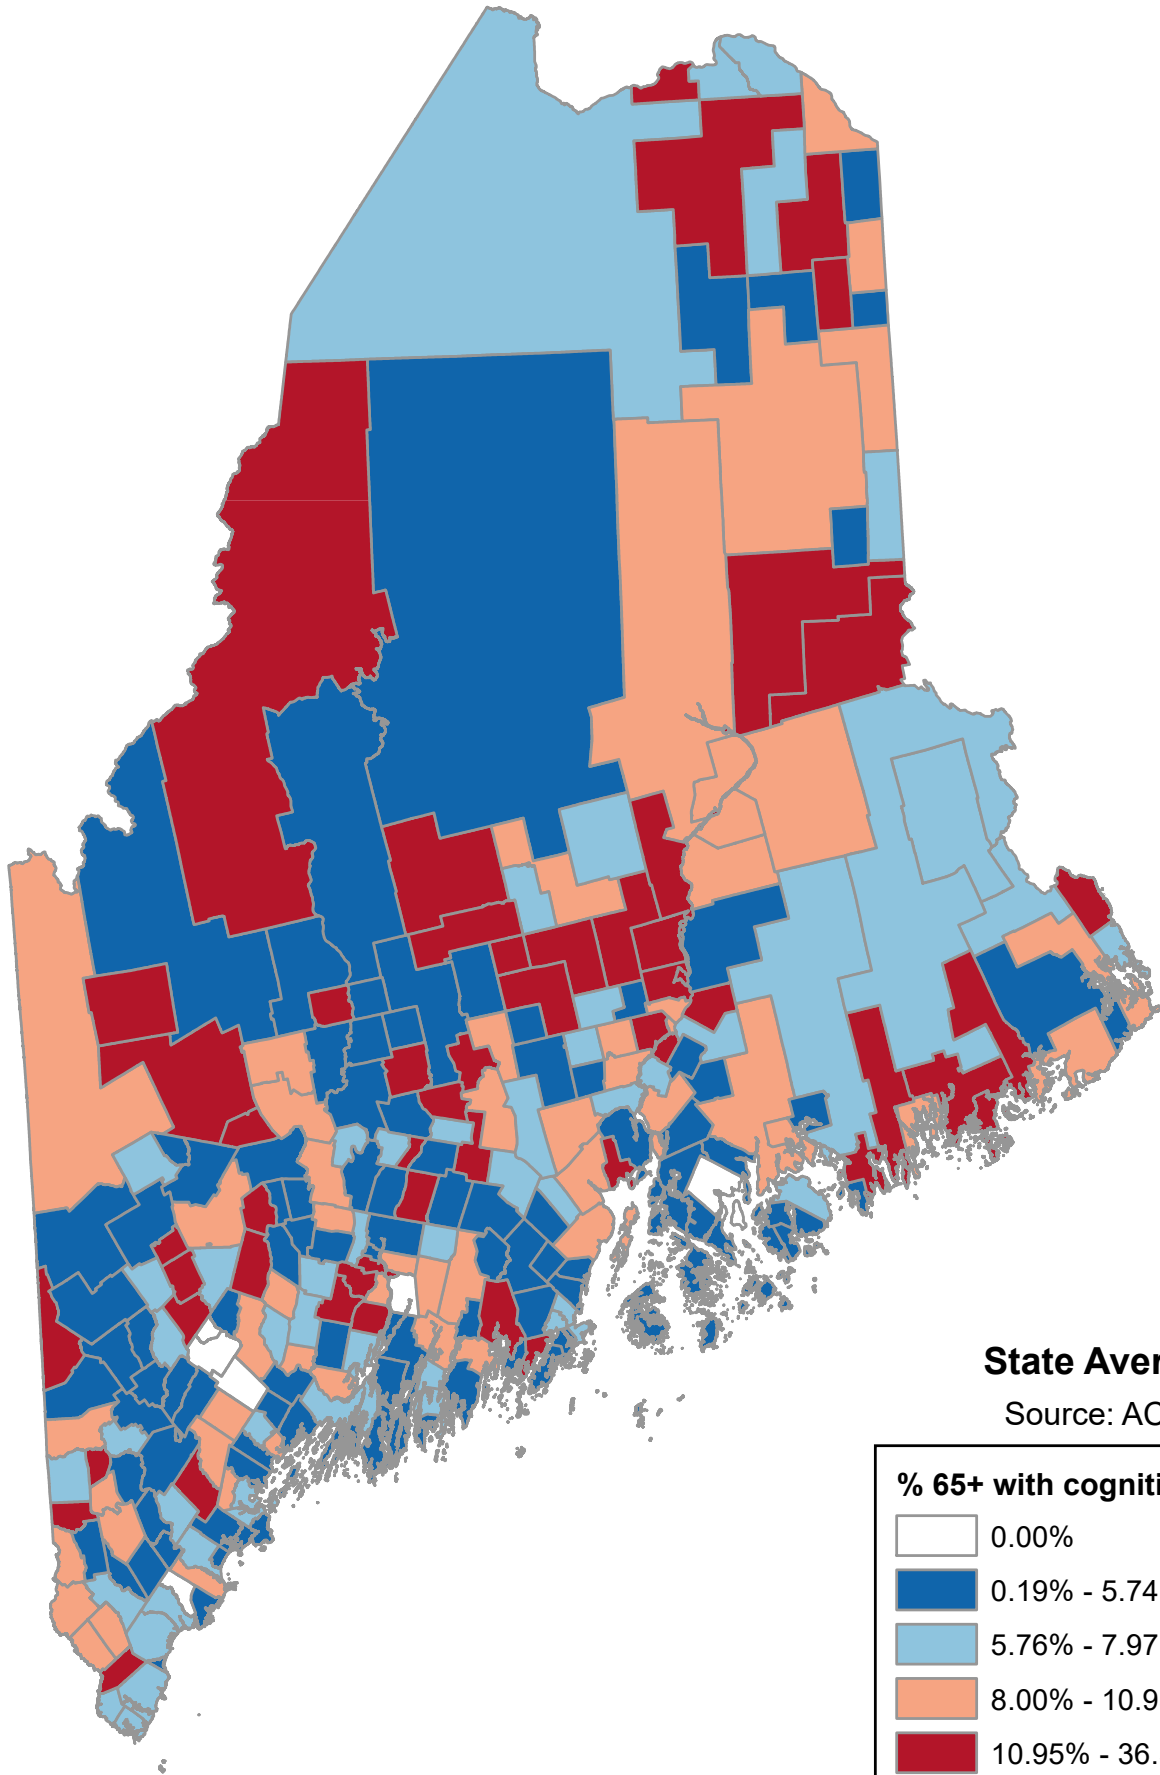 State Aver
Source: AC
% 65+ with cogniti
0.00%
0.19% - 5.74
5.76% - 7.97
8.00% - 10.9
10.95% - 36.